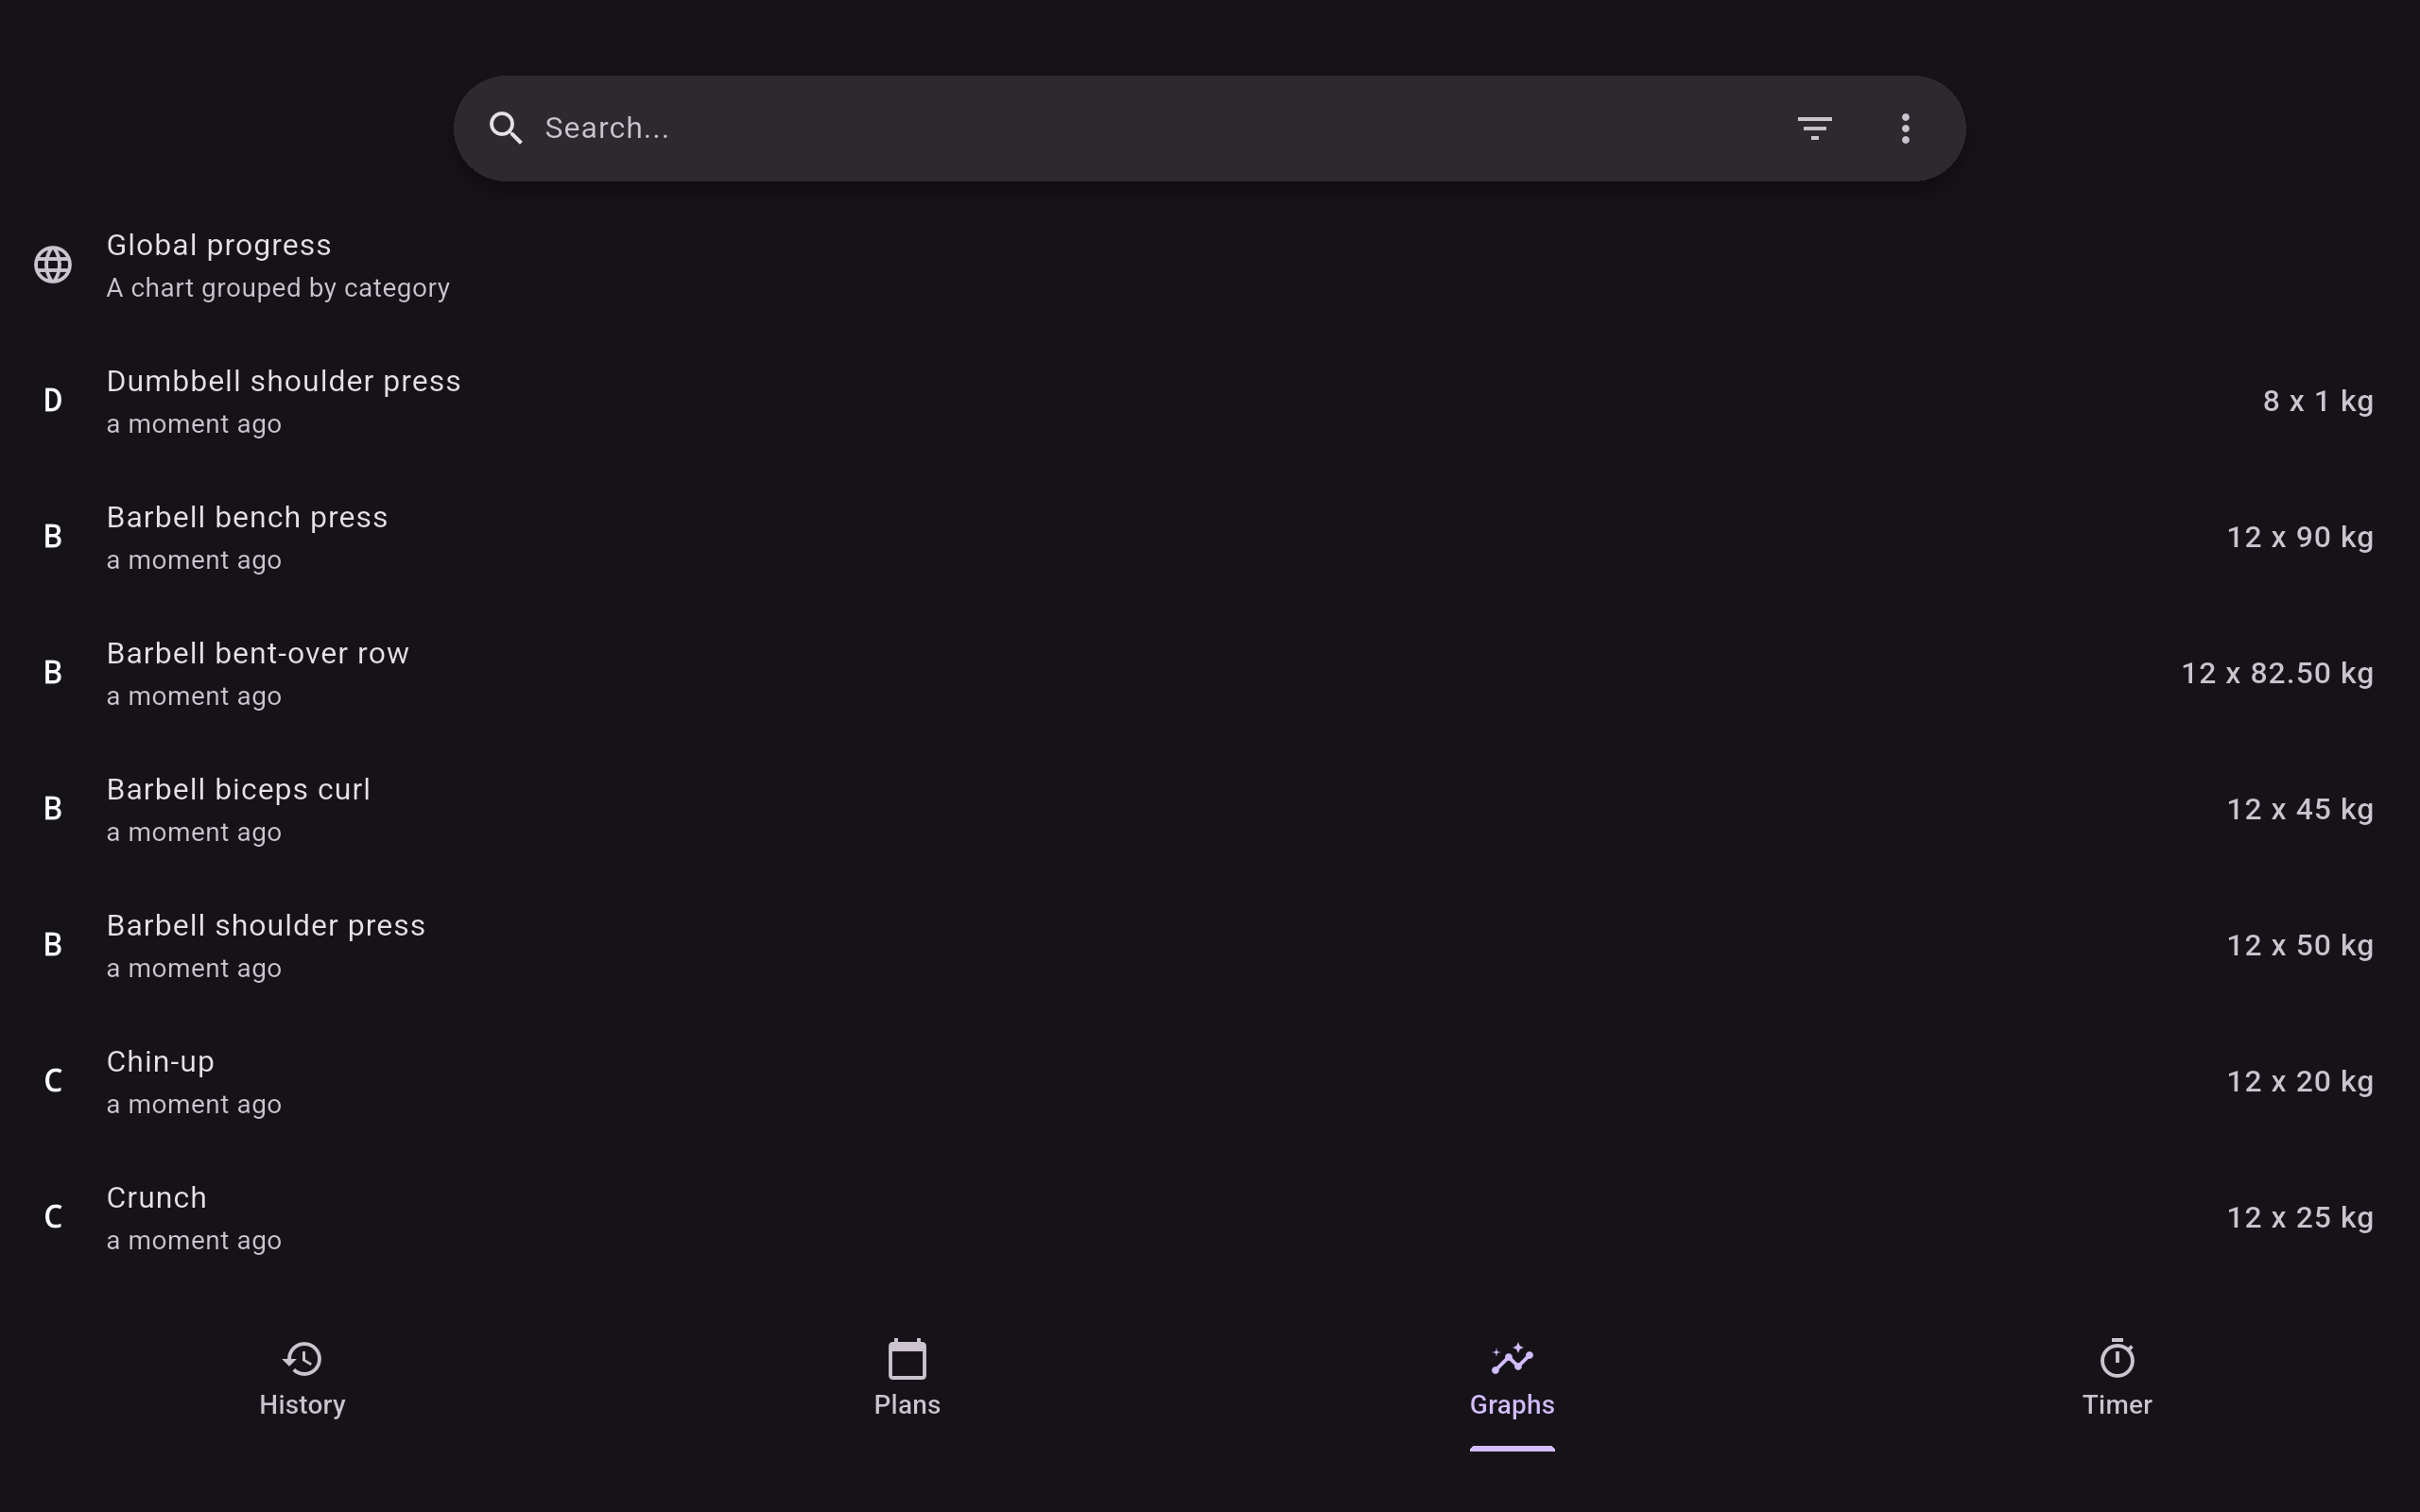 Search...
Global progress
A chart grouped by category
D
Dumbbell shoulder press
a moment ago
8 x 1 kg
B
Barbell bench press
a moment ago
12 x 90 kg
B
Barbell bent-over row
a moment ago
12 x 82.50 kg
B
Barbell biceps curl
a moment ago
12 x 45 kg
B
Barbell shoulder press
a moment ago
12 x 50 kg
C
Chin-up
a moment ago
12 x 20 kg
C
Crunch
a moment ago
12 x 25 kg
History
Plans
Graphs
Timer